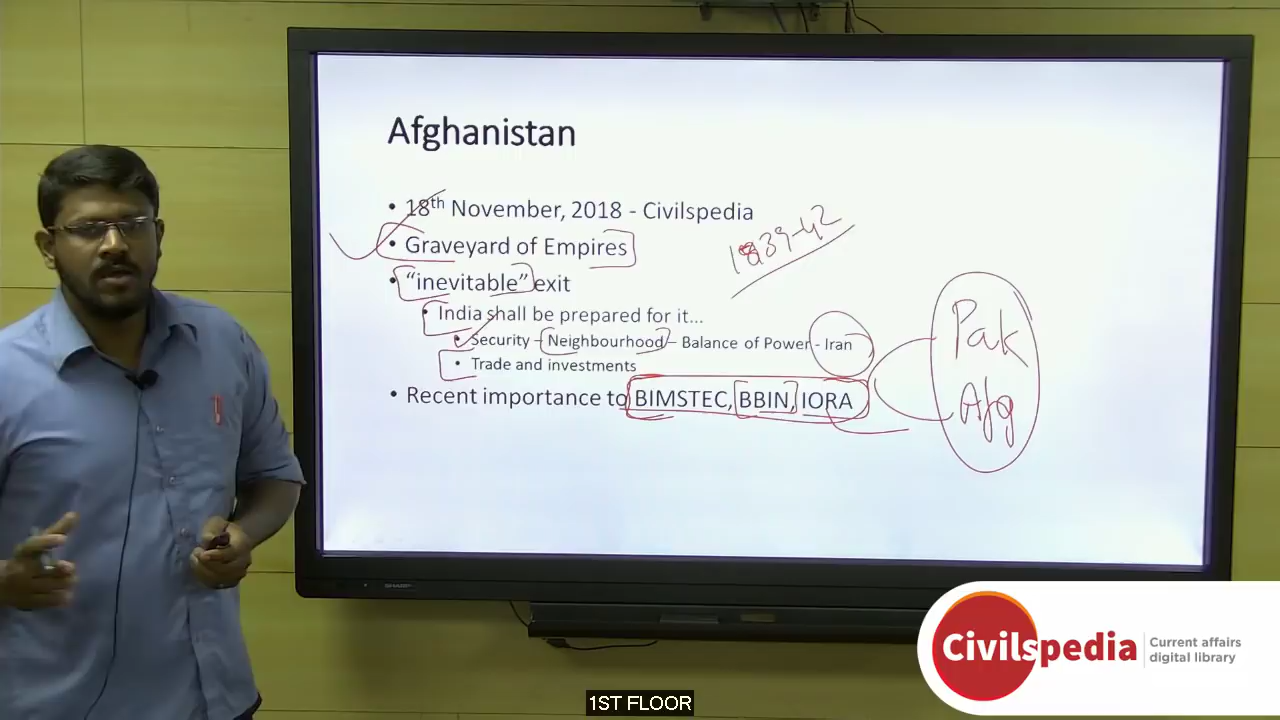 Afghanistan
• 18th November, 2018 - Civilspedia
• Graveyard of Empires
1839-42
• "inevitable" exit
• India shall be prepared for it...
• Security – Neighbourhood – Balance of Power - Iran
• Trade and investments
• Recent importance to BIMSTEC, BBIN, IORA
Pak
Afg
SHARP
Civilspedia
Current affairs
digital library
1ST FLOOR